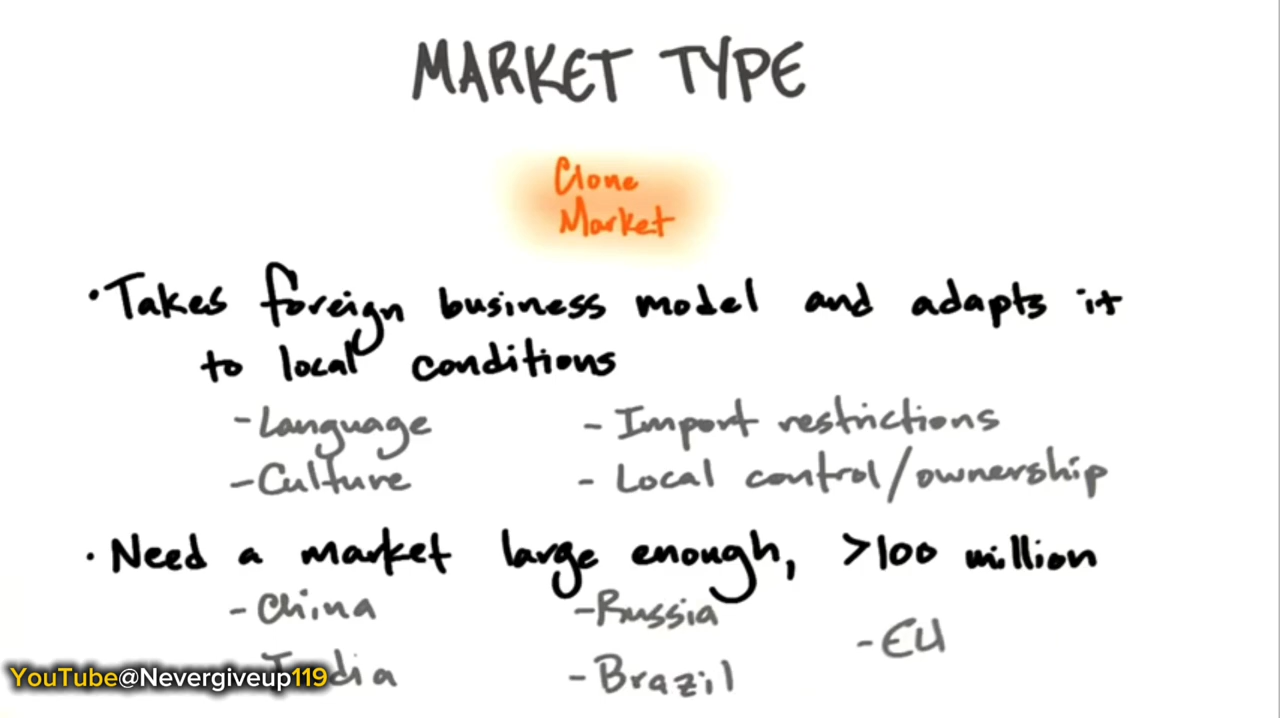 MARKET TYPE
Clone
Market
• Takes foreign business model and adapts it
to local conditions
- Language
- Import restrictions
- Culture
- Local control/ownership
• Need a market large enough, >100 million
- China
- Russia
- EU
India
- Brazil
YouTube@Nevergiveup119